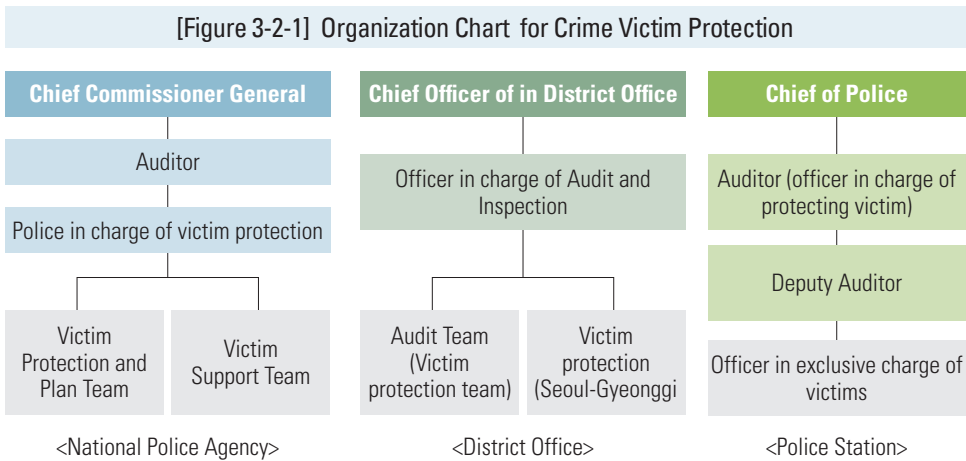 [Figure 3-2-1] Organization Chart for Crime Victim Protection
Chief Commissioner General
Auditor
Police in charge of victim protection
Victim
Protection and
Plan Team
Victim
Support Team
<National Police Agency>
Chief Officer of in District Office
Officer in charge of Audit and
Inspection
Audit Team
(Victim
protection team)
Victim
protection
(Seoul-Gyeonggi
<District Office>
Chief of Police
Auditor (officer in charge of
protecting victim)
Deputy Auditor
Officer in exclusive charge of
victims
<Police Station>